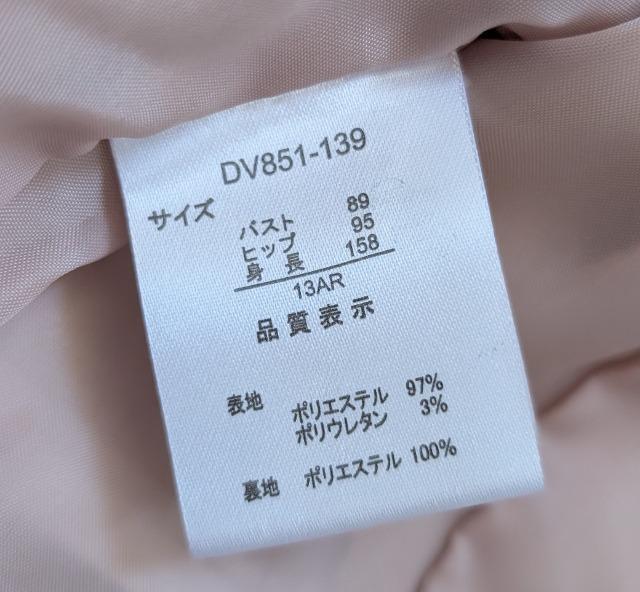 DV851-139
サイズ
バスト 89
ヒップ 95
身長 158
13AR
品質表示
表地 ポリエステル 97%
ポリウレタン 3%
裏地 ポリエステル 100%